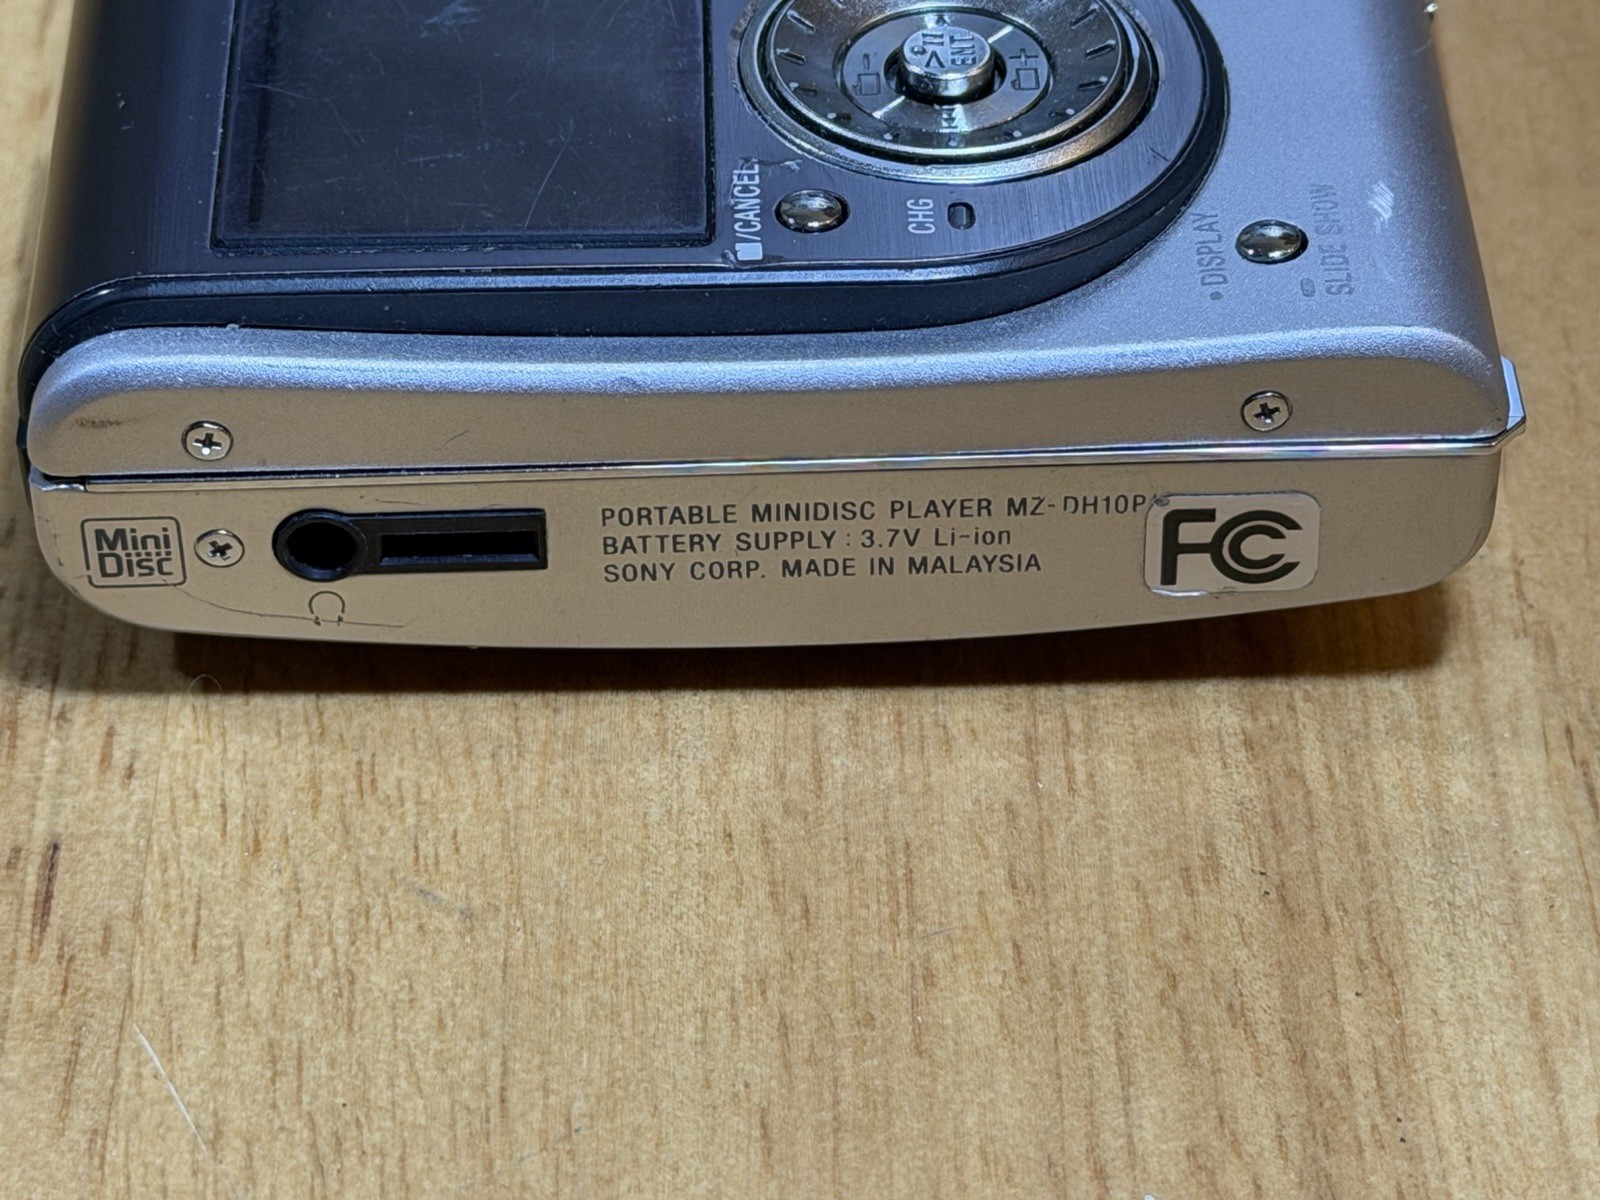 ENT
■/CANCEL
CHG
• DISPLAY
SLIDE SHOW
Mini
Disc
PORTABLE MINIDISC PLAYER MZ-DH10P
BATTERY SUPPLY : 3.7V Li-ion
SONY CORP. MADE IN MALAYSIA
FC